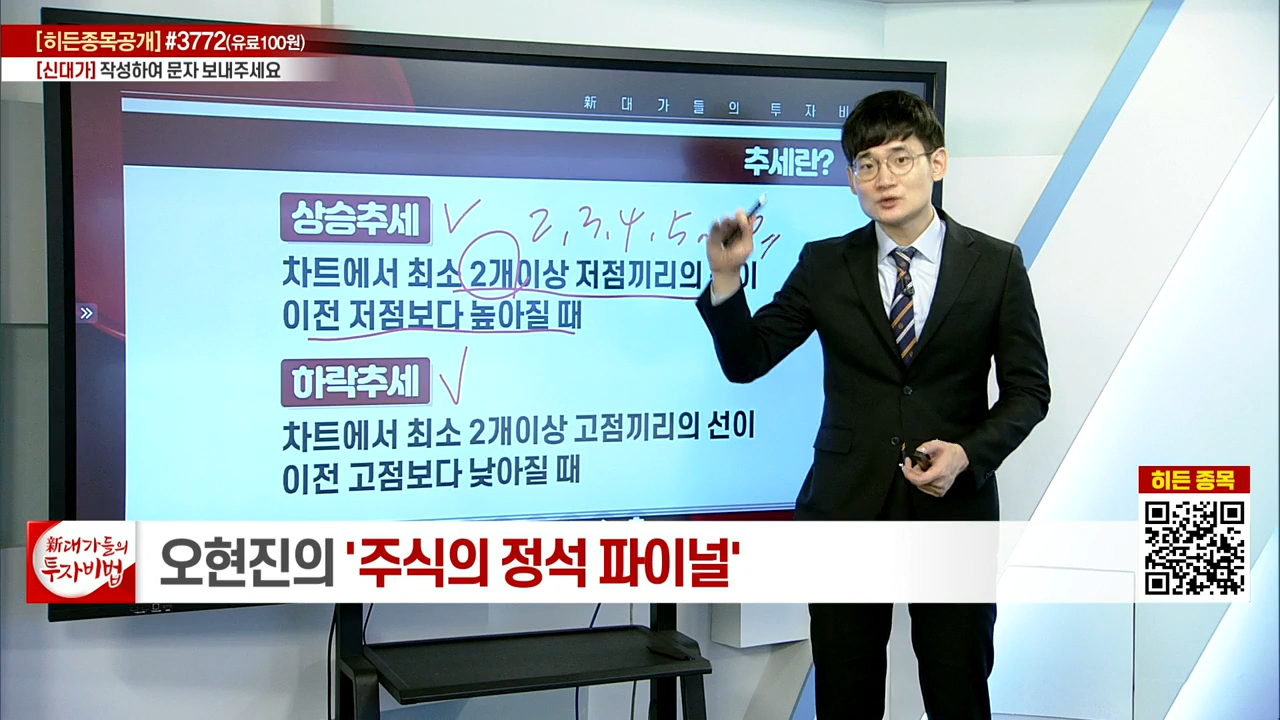 [히든종목공개] #3772(유료100원)
[신대가] 작성하여 문자 보내주세요
新 대 가 들 의 투 자 비
추세란?
상승추세 ✓ 2, 3, 4, 5
차트에서 최소 2개이상 저점끼리의 이
이전 저점보다 높아질 때
하락추세 ✓
차트에서 최소 2개이상 고점끼리의 선이
이전 고점보다 낮아질 때
히든 종목
新대가들의
투자비법
오현진의 '주식의 정석 파이널'